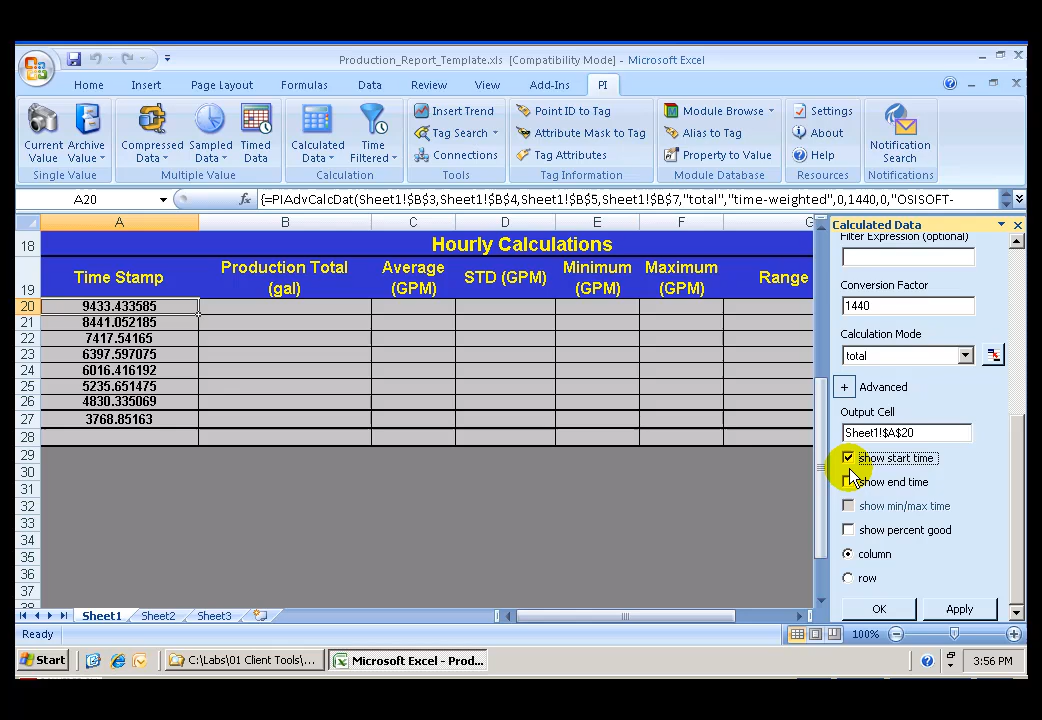 Production_Report_Template.xls [Compatibility Mode] - Microsoft Excel
Home Insert Page Layout Formulas Data Review View Add-Ins PI
Current Value Archive Value Compressed Data Sampled Data Timed Data Calculated Data Time Filtered
Insert Trend Point ID to Tag Module Browse Settings
Tag Search Attribute Mask to Tag Alias to Tag About
Connections Tag Attributes Property to Value Help Notification Search
Single Value Multiple Value Calculation Tools Tag Information Module Database Resources Notifications
A20 fx {=PIAdvCalcDat(Sheet1!$B$3,Sheet1!$B$4,Sheet1!$B$5,Sheet1!$B$7,"total","time-weighted",0,1440,0,"OSISOFT-
A B C D E F G
18 Hourly Calculations
19 Time Stamp Production Total (gal) Average (GPM) STD (GPM) Minimum (GPM) Maximum (GPM) Range
20 9433.433585
21 8441.052185
22 7417.54165
23 6397.597075
24 6016.416192
25 5235.651475
26 4830.335069
27 3768.85163
28
29
30
31
32
33
34
35
36
37
Calculated Data
Filter Expression (optional)
Conversion Factor
1440
Calculation Mode
total
+ Advanced
Output Cell
Sheet1!$A$20
show start time
show end time
show min/max time
show percent good
column
row
OK Apply
Sheet1 Sheet2 Sheet3
Ready 100%
Start C:\Labs\01 Client Tools\... Microsoft Excel - Prod... 3:56 PM